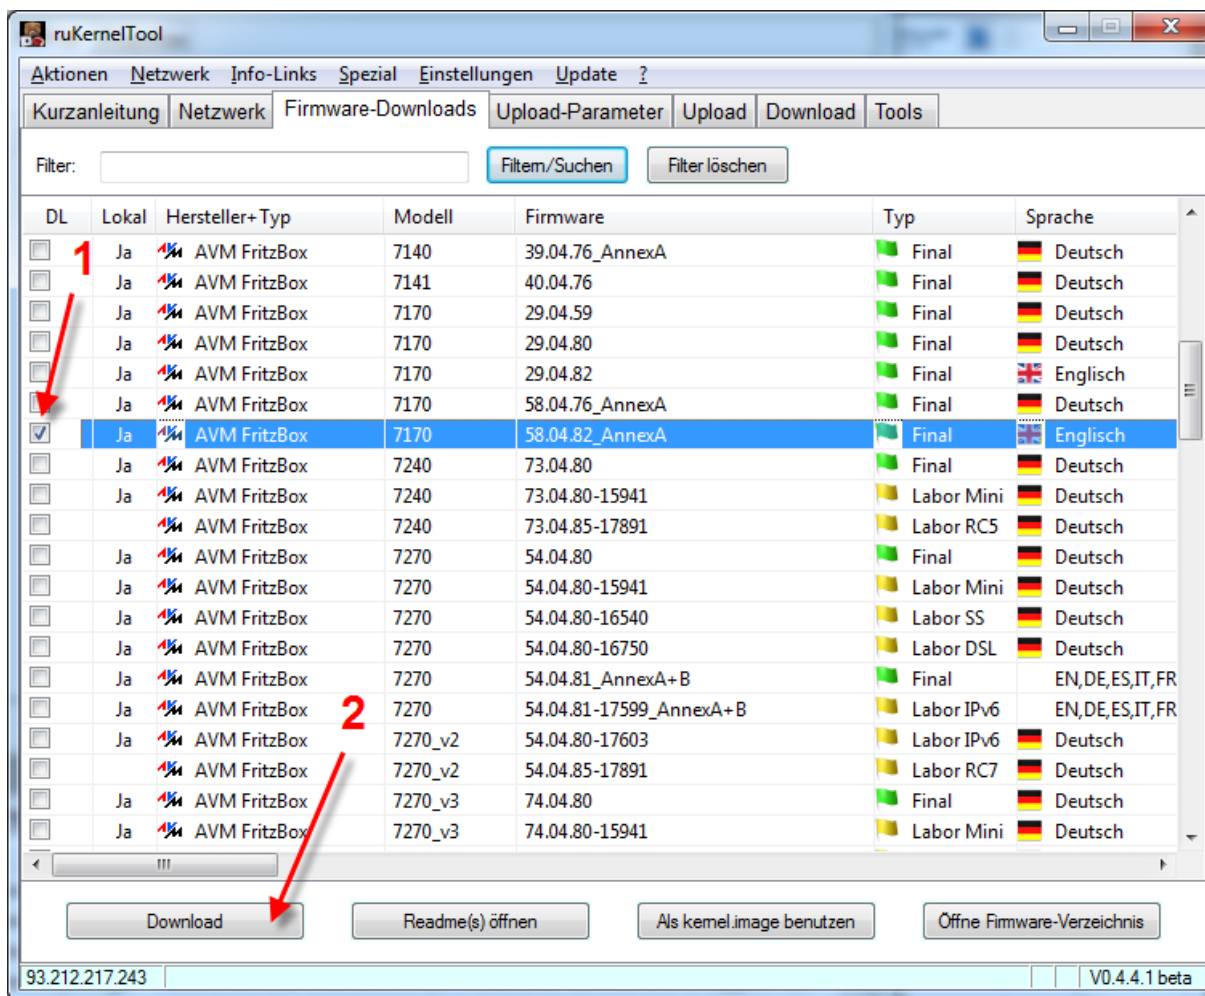 ruKernelTool
Aktionen Netzwerk Info-Links Spezial Einstellungen Update ?
Kurzanleitung Netzwerk Firmware-Downloads Upload-Parameter Upload Download Tools
Filter: Filtern/Suchen Filter löschen
DL Lokal Hersteller+Typ Modell Firmware Typ Sprache
Ja AVM FritzBox 7140 39.04.76_AnnexA Final Deutsch
1
Ja AVM FritzBox 7141 40.04.76 Final Deutsch
Ja AVM FritzBox 7170 29.04.59 Final Deutsch
Ja AVM FritzBox 7170 29.04.80 Final Deutsch
Ja AVM FritzBox 7170 29.04.82 Final Englisch
Ja AVM FritzBox 7170 58.04.76_AnnexA Final Deutsch
Ja AVM FritzBox 7170 58.04.82_AnnexA Final Englisch
Ja AVM FritzBox 7240 73.04.80 Final Deutsch
Ja AVM FritzBox 7240 73.04.80-15941 Labor Mini Deutsch
AVM FritzBox 7240 73.04.85-17891 Labor RC5 Deutsch
Ja AVM FritzBox 7270 54.04.80 Final Deutsch
Ja AVM FritzBox 7270 54.04.80-15941 Labor Mini Deutsch
Ja AVM FritzBox 7270 54.04.80-16540 Labor SS Deutsch
Ja AVM FritzBox 7270 54.04.80-16750 Labor DSL Deutsch
Ja AVM FritzBox 7270 54.04.81_AnnexA+B Final EN,DE,ES,IT,FR
Ja AVM FritzBox 7270 54.04.81-17599_AnnexA+B Labor IPv6 EN,DE,ES,IT,FR
2
Ja AVM FritzBox 7270_v2 54.04.80-17603 Labor IPv6 Deutsch
AVM FritzBox 7270_v2 54.04.85-17891 Labor RC7 Deutsch
Ja AVM FritzBox 7270_v3 74.04.80 Final Deutsch
Ja AVM FritzBox 7270_v3 74.04.80-15941 Labor Mini Deutsch
Download Readme(s) öffnen Als kernel.image benutzen Öffne Firmware-Verzeichnis
93.212.217.243 V0.4.4.1 beta